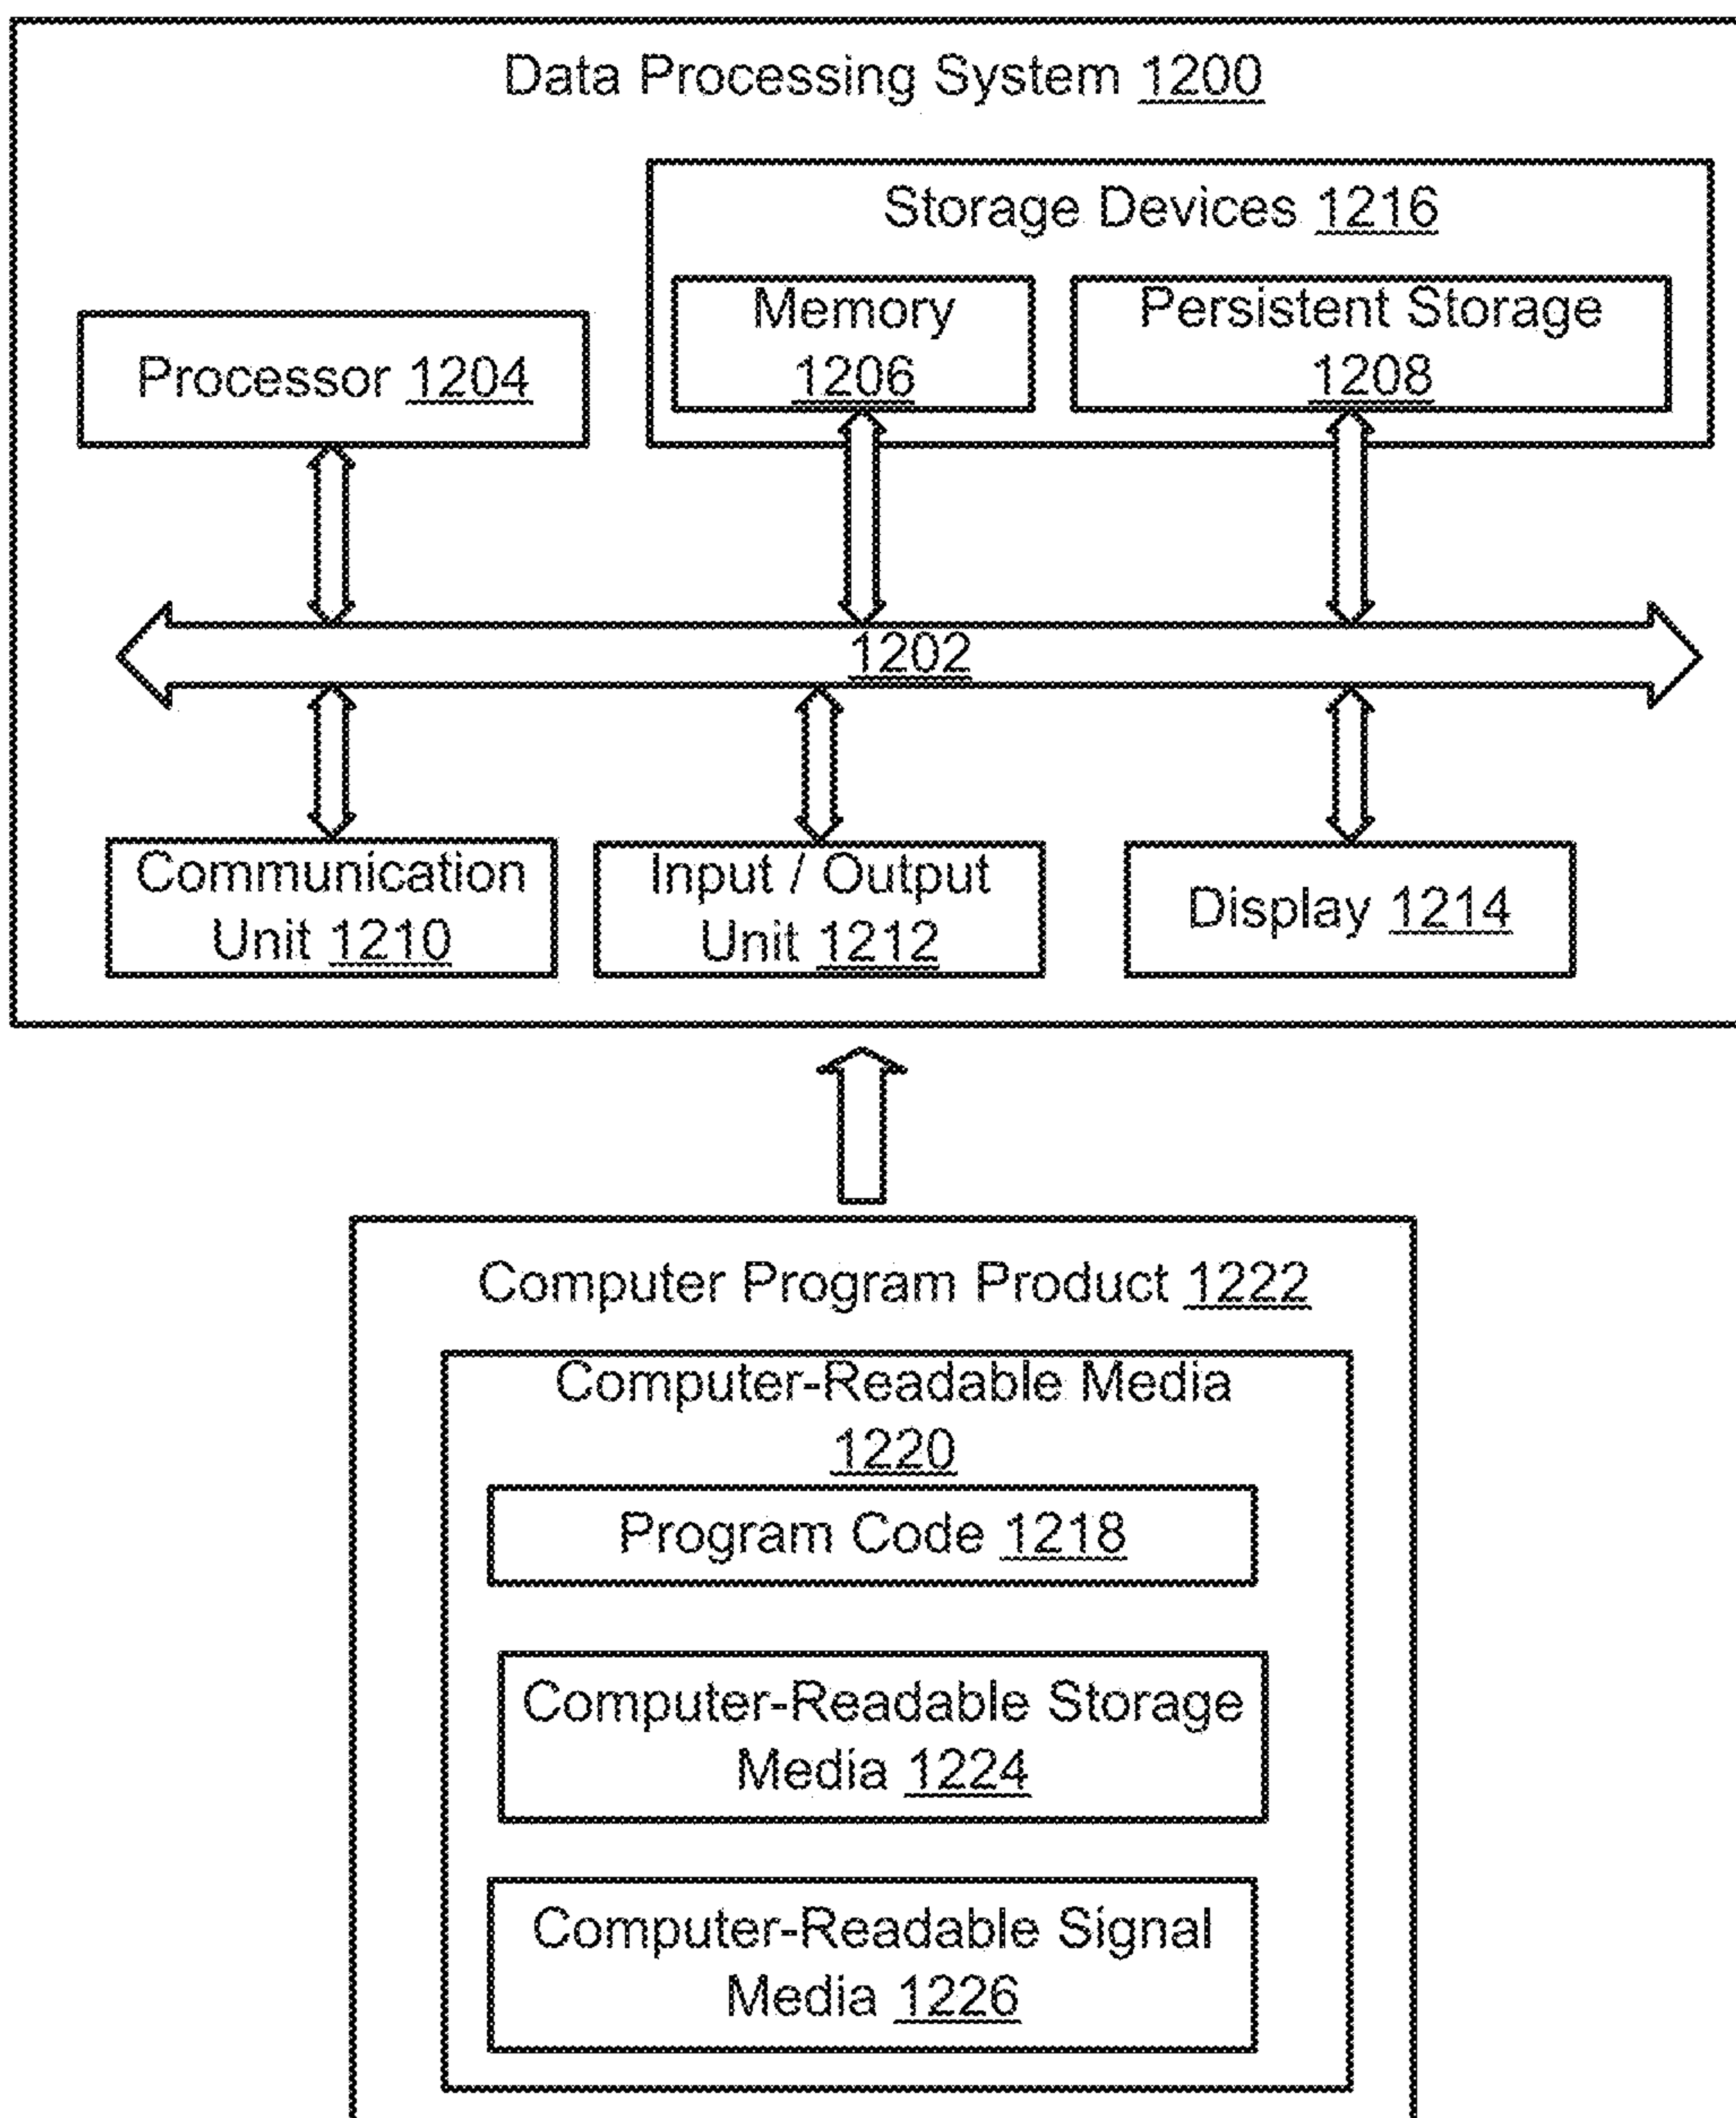 Data Processing System 1200
Storage Devices 1216
Memory
1206
Persistent Storage
1208
Processor 1204
1202
Communication
Unit 1210
Input / Output
Unit 1212
Display 1214
Computer Program Product 1222
Computer-Readable Media
1220
Program Code 1218
Computer-Readable Storage
Media 1224
Computer-Readable Signal
Media 1226